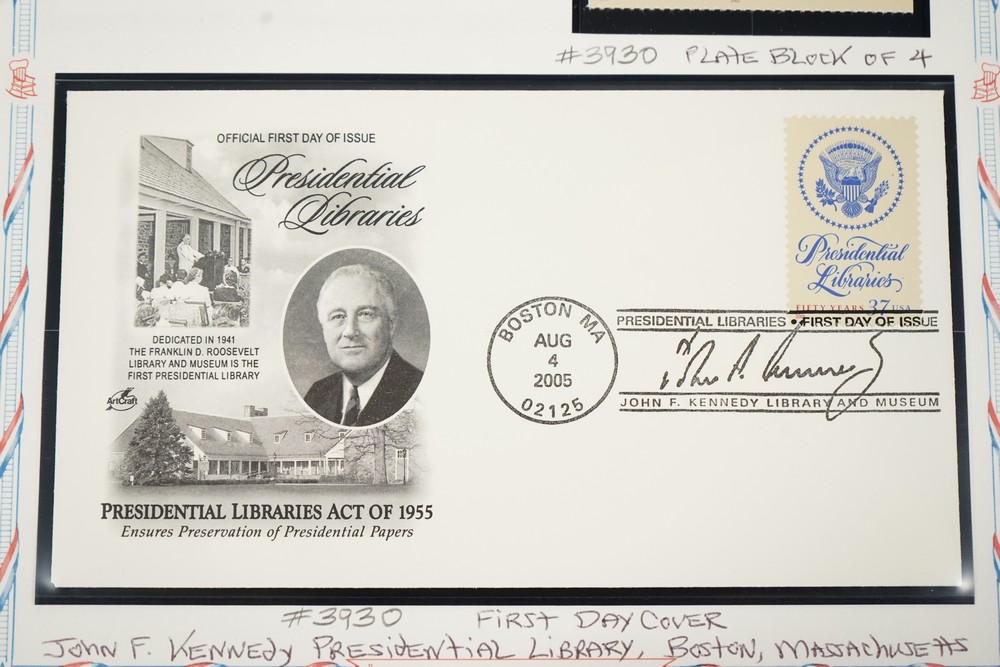 #3930 PLATE BLOCK OF 4
OFFICIAL FIRST DAY OF ISSUE
Presidential
Libraries
DEDICATED IN 1941
THE FRANKLIN D. ROOSEVELT
LIBRARY AND MUSEUM IS THE
FIRST PRESIDENTIAL LIBRARY
ArtCraft
PRESIDENTIAL LIBRARIES ACT OF 1955
Ensures Preservation of Presidential Papers
Presidential
Libraries
FIFTY YEARS 37 USA
BOSTON MA
AUG
4
2005
02125
PRESIDENTIAL LIBRARIES • FIRST DAY OF ISSUE
JOHN F. KENNEDY LIBRARY AND MUSEUM
#3930 FIRST DAY COVER
JOHN F. KENNEDY PRESIDENTIAL LIBRARY, BOSTON, MASSACHUSETTS